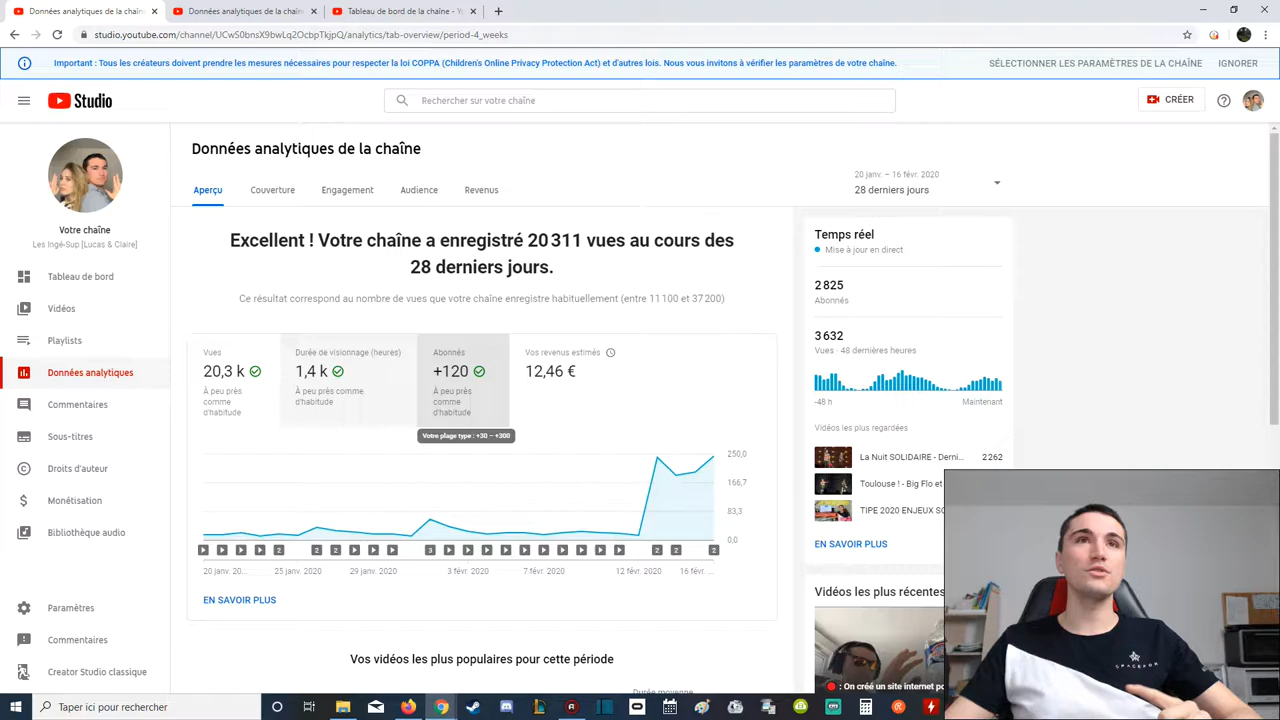 Données analytiques de la chaîn
Données analytiques de la chaîn
Tableau de bord de la chaîne - Yo
studio.youtube.com/channel/UCwS0bnsX9bwLq2OcbpTkjpQ/analytics/tab-overview/period-4_weeks
Important : Tous les créateurs doivent prendre les mesures nécessaires pour respecter la loi COPPA (Children's Online Privacy Protection Act) et d'autres lois. Nous vous invitons à vérifier les paramètres de votre chaîne.
SÉLECTIONNER LES PARAMÈTRES DE LA CHAÎNE
IGNORER
Studio
Rechercher sur votre chaîne
CRÉER
Votre chaîne
Les Ingé-Sup [Lucas & Claire]
Tableau de bord
Vidéos
Playlists
Données analytiques
Commentaires
Sous-titres
Droits d'auteur
Monétisation
Bibliothèque audio
Paramètres
Commentaires
Creator Studio classique
Données analytiques de la chaîne
Aperçu
Couverture
Engagement
Audience
Revenus
20 janv. – 16 févr. 2020
28 derniers jours
Excellent ! Votre chaîne a enregistré 20 311 vues au cours des
28 derniers jours.
Ce résultat correspond au nombre de vues que votre chaîne enregistre habituellement (entre 11 100 et 37 200)
Vues
20,3 k
À peu près
comme
d'habitude
Durée de visionnage (heures)
1,4 k
À peu près comme
d'habitude
Abonnés
+120
À peu près
comme
d'habitude
Vos revenus estimés
12,46 €
Votre plage type : +30 – +300
250,0
166,7
83,3
0,0
2
2
2
3
2
2
2
20 janv. 20...
25 janv. 2020
29 janv. 2020
3 févr. 2020
7 févr. 2020
12 févr. 2020
16 févr. ...
EN SAVOIR PLUS
Vos vidéos les plus populaires pour cette période
Durée moyenne
Temps réel
Mise à jour en direct
2 825
Abonnés
3 632
Vues · 48 dernières heures
-48 h
Maintenant
Vidéos les plus regardées
La Nuit SOLIDAIRE - Derni...
2 262
Toulouse ! - Big Flo et
TIPE 2020 ENJEUX SO
EN SAVOIR PLUS
Vidéos les plus récentes
: On créé un site internet po
Taper ici pour rechercher